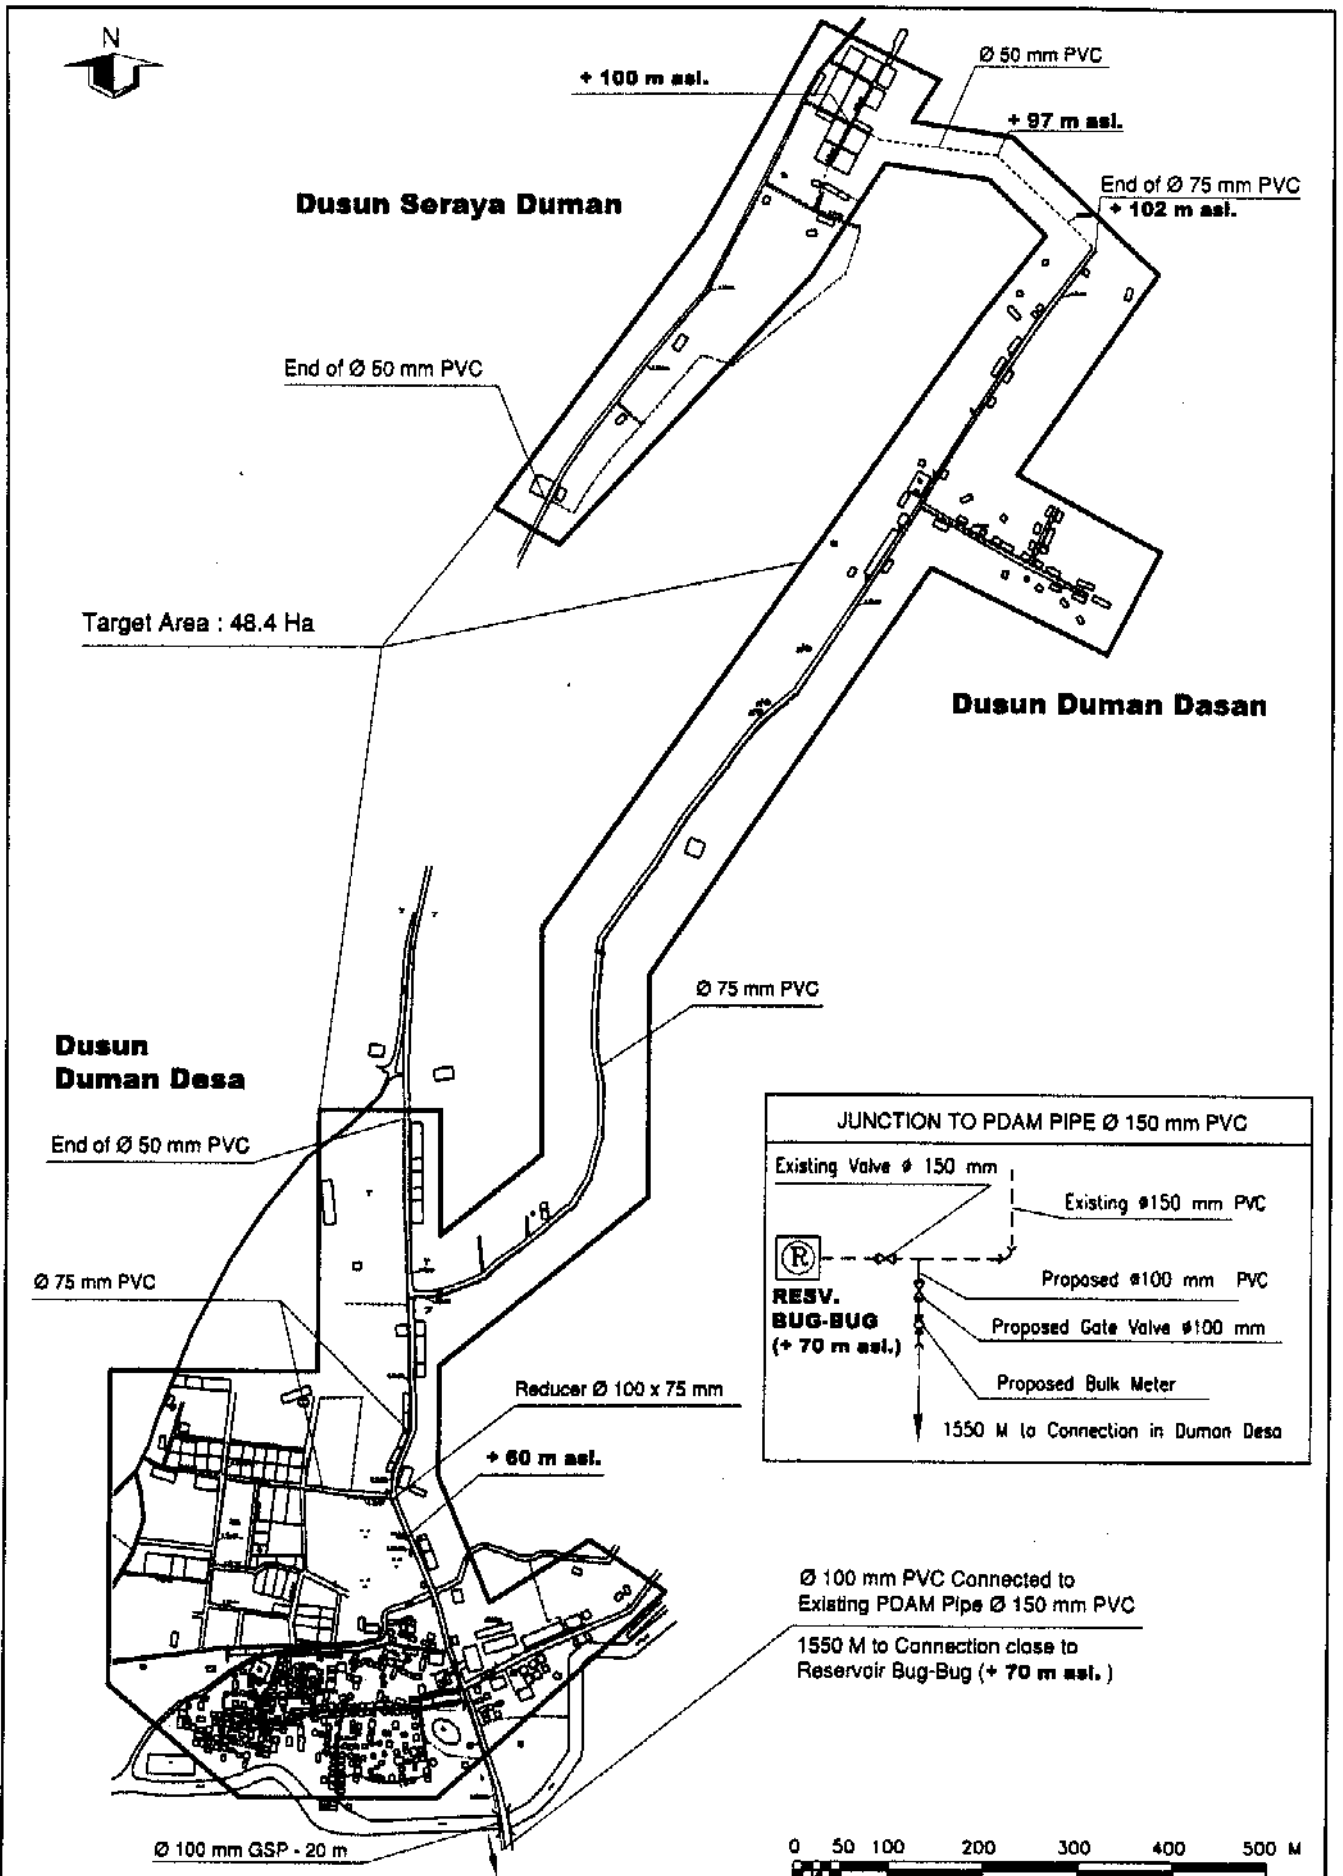 N
+ 100 m asl.
Ø 50 mm PVC
+ 97 m asl.
End of Ø 75 mm PVC
+ 102 m asl.
Dusun Seraya Duman
End of Ø 50 mm PVC
Target Area : 48.4 Ha
Dusun Duman Dasan
Ø 75 mm PVC
Dusun
Duman Desa
End of Ø 50 mm PVC
Ø 75 mm PVC
JUNCTION TO PDAM PIPE Ø 150 mm PVC
Existing Valve ø 150 mm
Existing ø150 mm PVC
R
Proposed ø100 mm PVC
RESV.
BUG-BUG
(+ 70 m asl.)
Proposed Gate Valve ø100 mm
Proposed Bulk Meter
1550 M to Connection in Duman Desa
Reducer Ø 100 x 75 mm
+ 60 m asl.
Ø 100 mm PVC Connected to
Existing PDAM Pipe Ø 150 mm PVC
1550 M to Connection close to
Reservoir Bug-Bug (+ 70 m asl. )
Ø 100 mm GSP - 20 m
0 50 100 200 300 400 500 M